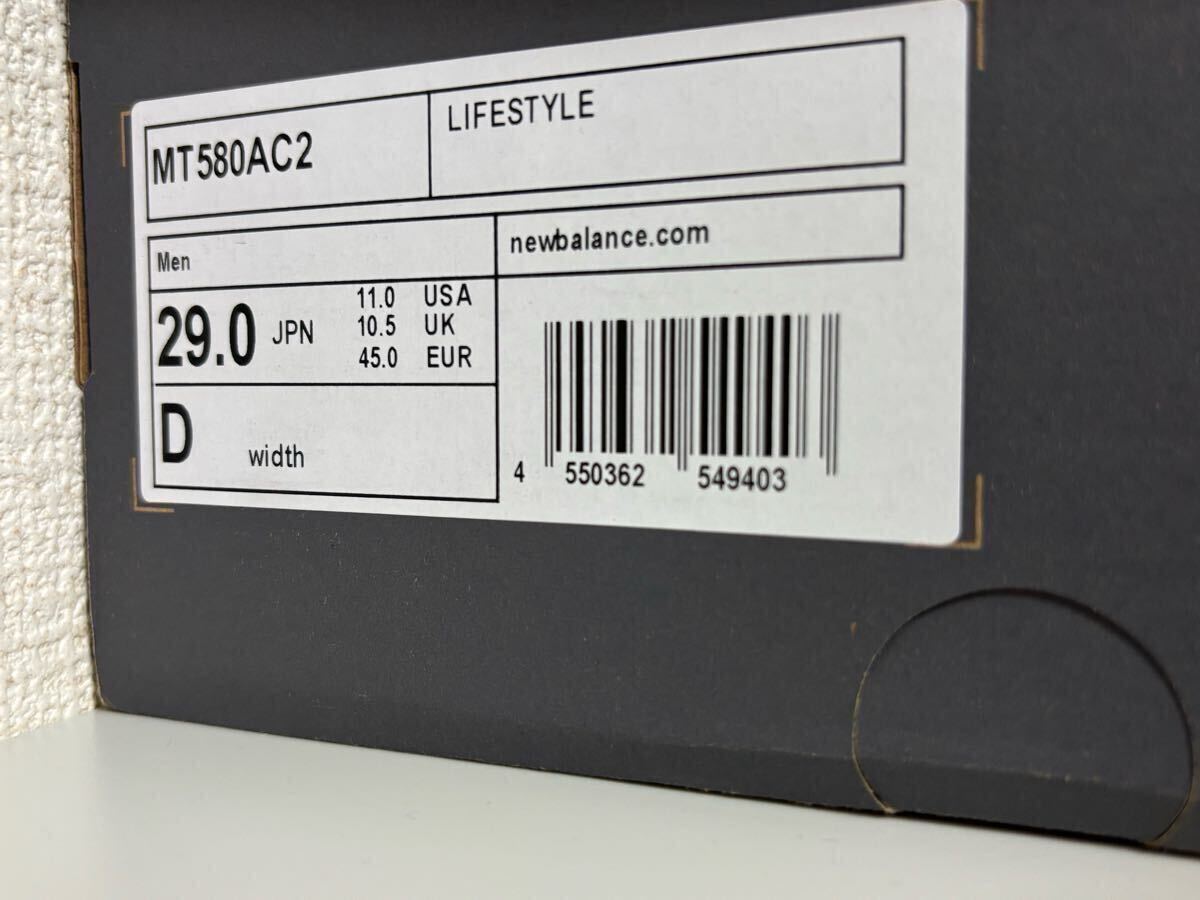 MT580AC2
LIFESTYLE
Men
newbalance.com
29.0 JPN
11.0 USA
10.5 UK
45.0 EUR
D width
4 550362 549403